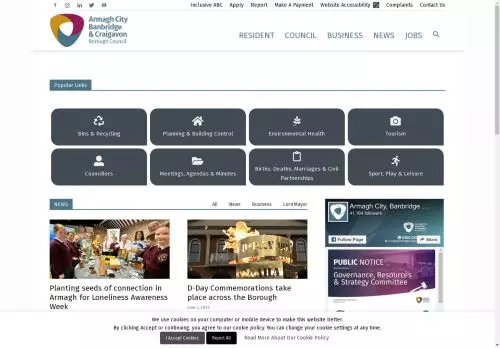 Inclusive ABC Apply Report Make A Payment Website Accessibility Complaints Contact Us
Armagh City
Banbridge
& Craigavon
Borough Council
RESIDENT COUNCIL BUSINESS NEWS JOBS
Popular Links
Bins & Recycling
Planning & Building Control
Environmental Health
Tourism
Councillors
Meetings, Agendas & Minutes
Births, Deaths, Marriages & Civil
Partnerships
Sport, Play & Leisure
NEWS
All News Business Lord Mayor
Planting seeds of connection in
Armagh for Loneliness Awareness
Week
D-Day Commemorations take
place across the Borough
Armagh City, Banbridge ...
41,104 followers
Follow Page
Share
PUBLIC NOTICE
Governance, Resources
& Strategy Committee
We use cookies on your computer or mobile device to make this website better.
By clicking Accept or continuing, you agree to our cookie policy. You can change your cookie settings at any time.
I Accept Cookies Reject All Read More About Our Cookie Policy